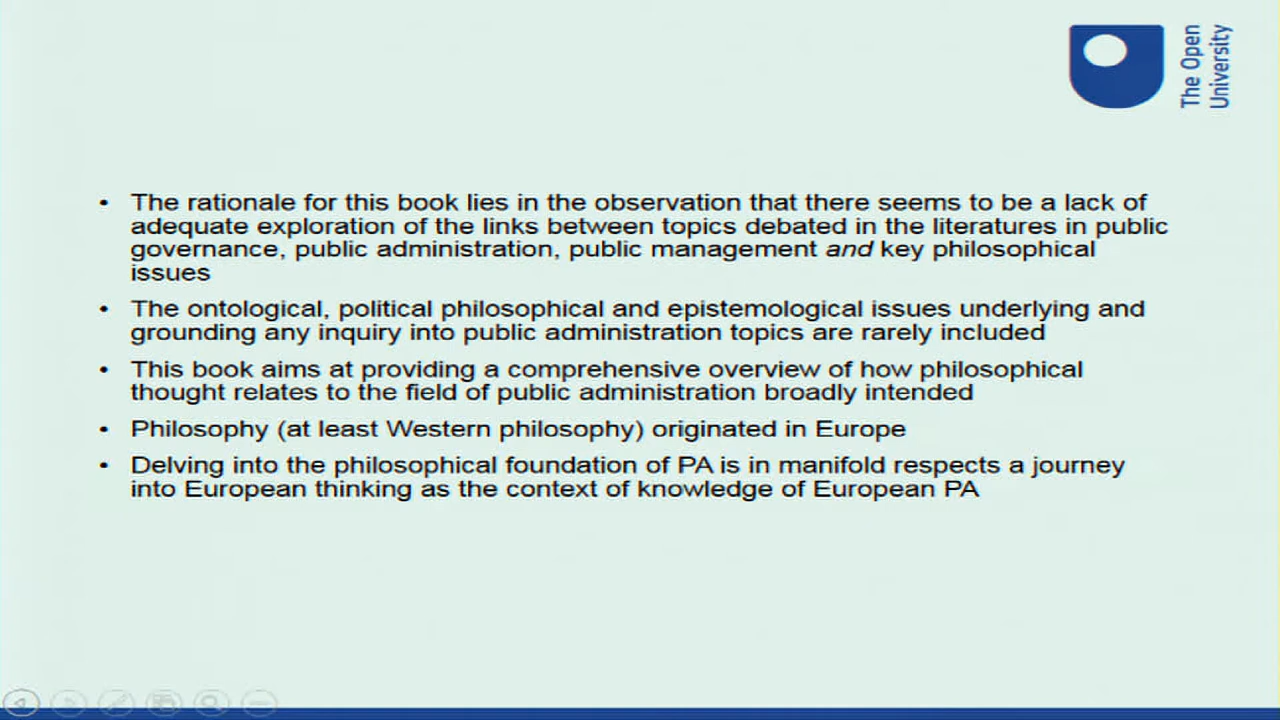 The Open
University
• The rationale for this book lies in the observation that there seems to be a lack of
adequate exploration of the links between topics debated in the literatures in public
governance, public administration, public management and key philosophical
issues
• The ontological, political philosophical and epistemological issues underlying and
grounding any inquiry into public administration topics are rarely included
• This book aims at providing a comprehensive overview of how philosophical
thought relates to the field of public administration broadly intended
• Philosophy (at least Western philosophy) originated in Europe
• Delving into the philosophical foundation of PA is in manifold respects a journey
into European thinking as the context of knowledge of European PA